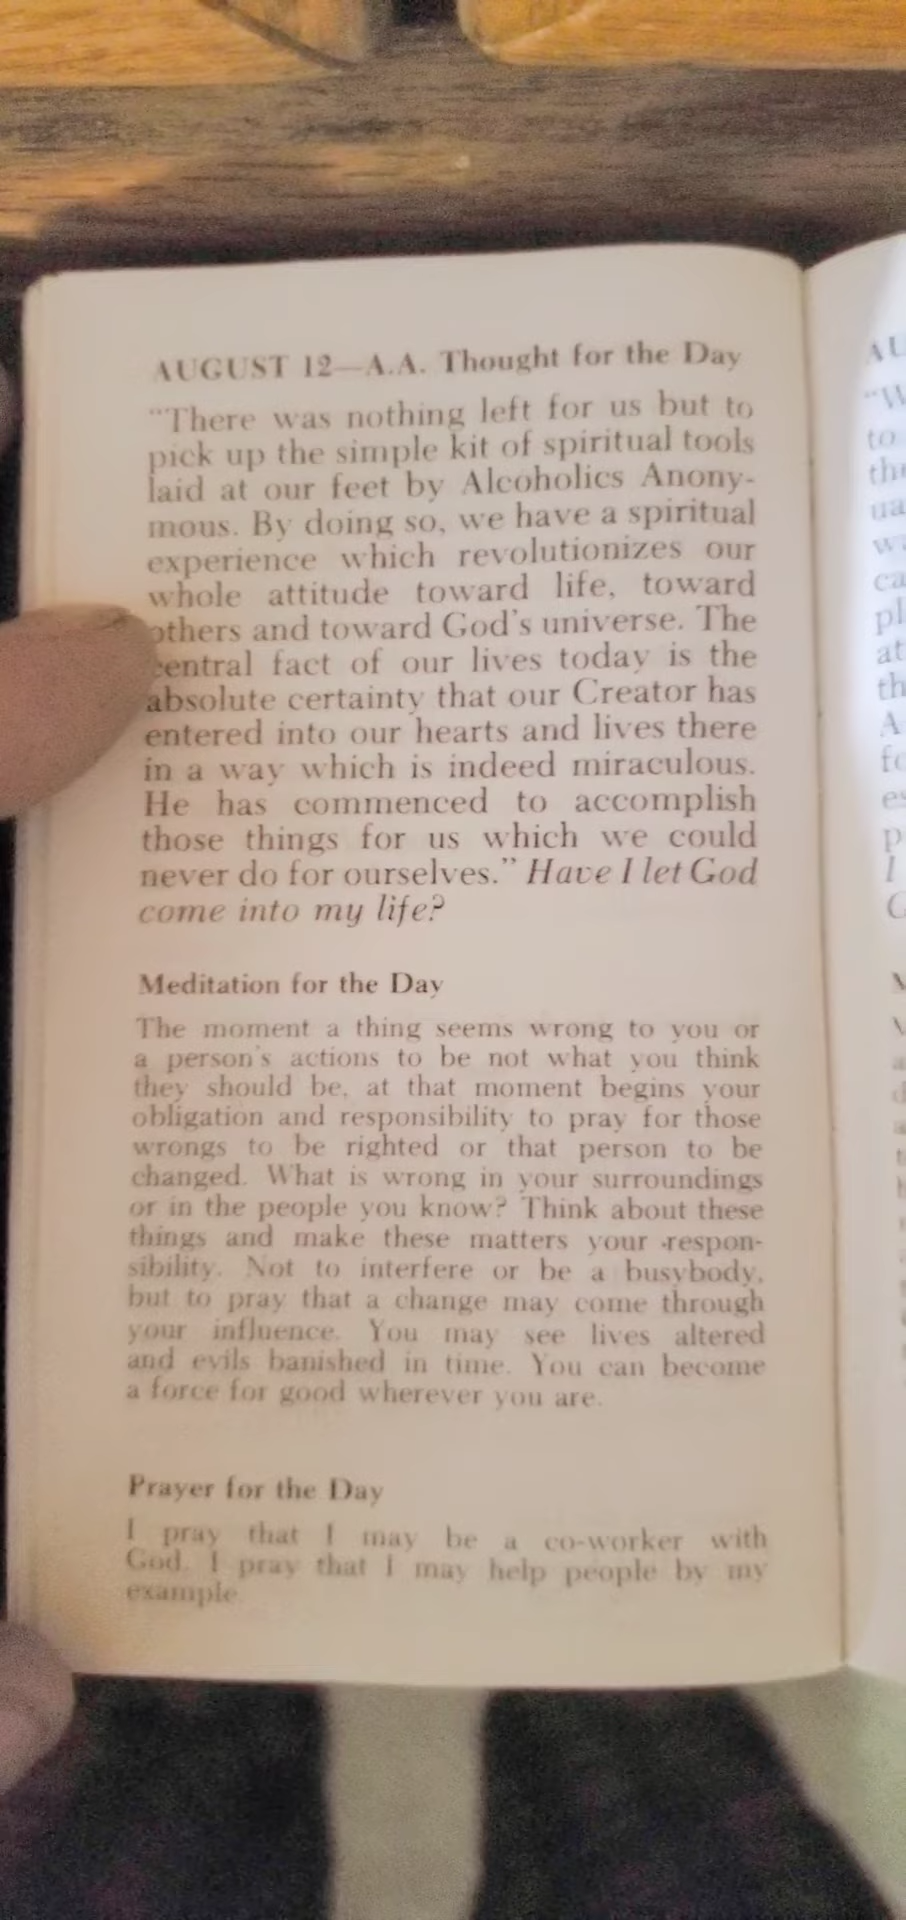 AUGUST 12—A.A. Thought for the Day
"There was nothing left for us but to
pick up the simple kit of spiritual tools
laid at our feet by Alcoholics Anony-
mous. By doing so, we have a spiritual
experience which revolutionizes our
whole attitude toward life, toward
others and toward God's universe. The
central fact of our lives today is the
absolute certainty that our Creator has
entered into our hearts and lives there
in a way which is indeed miraculous.
He has commenced to accomplish
those things for us which we could
never do for ourselves." Have I let God
come into my life?
Meditation for the Day
The moment a thing seems wrong to you or
a person's actions to be not what you think
they should be, at that moment begins your
obligation and responsibility to pray for those
wrongs to be righted or that person to be
changed. What is wrong in your surroundings
or in the people you know? Think about these
things and make these matters your respon-
sibility. Not to interfere or be a busybody,
but to pray that a change may come through
your influence. You may see lives altered
and evils banished in time. You can become
a force for good wherever you are.
Prayer for the Day
I pray that I may be a co-worker with
God. I pray that I may help people by my
example